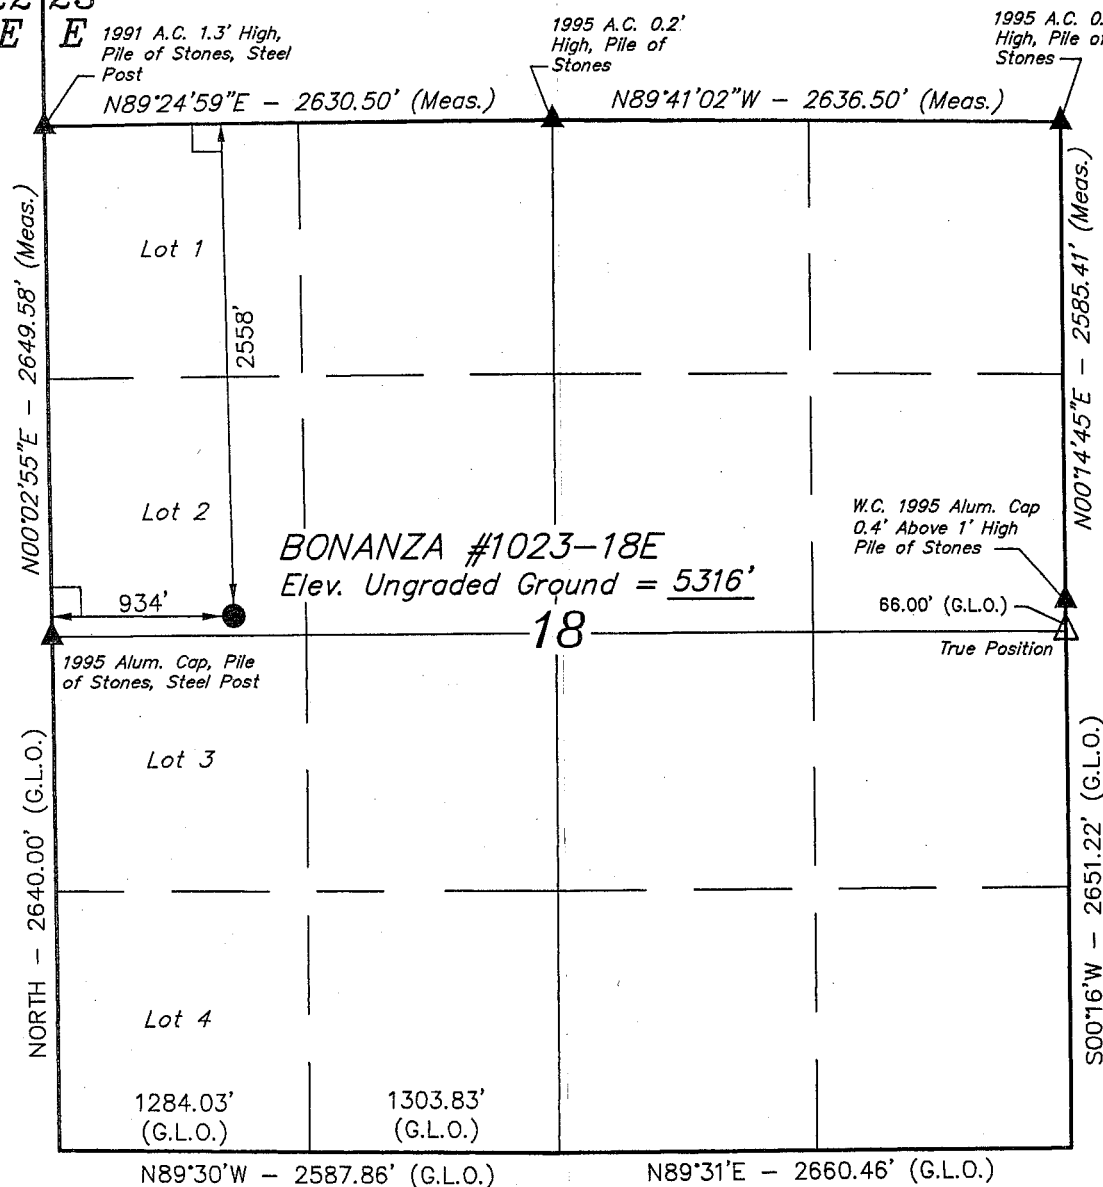 E E
1991 A.C. 1.3' High,
Pile of Stones, Steel
Post
1995 A.C. 0.2'
High, Pile of
Stones
1995 A.C. 0.
High, Pile of
Stones
N89°24'59"E - 2630.50' (Meas.)
N89°41'02"W - 2636.50' (Meas.)
N00°02'55"E - 2649.58' (Meas.)
N00°14'45"E - 2585.41' (Meas.)
Lot 1
2558'
Lot 2
W.C. 1995 Alum. Cap
0.4' Above 1' High
Pile of Stones
BONANZA #1023-18E
Elev. Ungraded Ground = 5316'
934'
66.00' (G.L.O.)
18
True Position
1995 Alum. Cap, Pile
of Stones, Steel Post
Lot 3
NORTH - 2640.00' (G.L.O.)
S00°16'W - 2651.22' (G.L.O.)
Lot 4
1284.03'
(G.L.O.)
1303.83'
(G.L.O.)
N89°30'W - 2587.86' (G.L.O.)
N89°31'E - 2660.46' (G.L.O.)